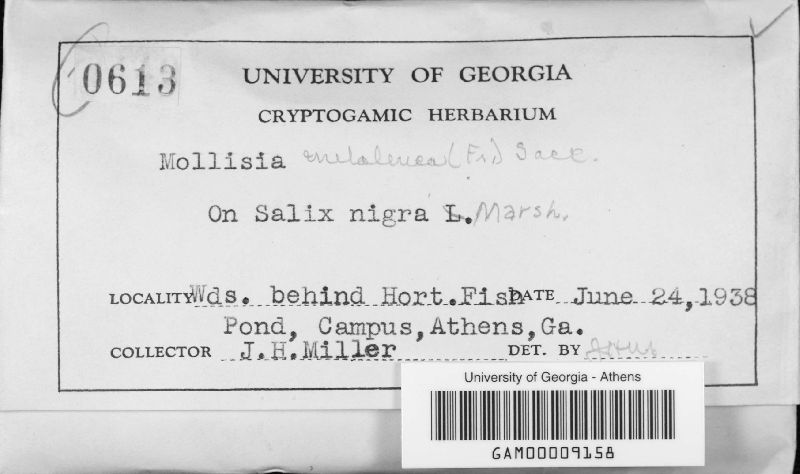 0613
UNIVERSITY OF GEORGIA
CRYPTOGAMIC HERBARIUM
Mollisia (Fr.) Sacc.
On Salix nigra L. Marsh.
LOCALITY Wds. behind Hort. Fish DATE June 24, 1938
Pond, Campus, Athens, Ga.
COLLECTOR J.H.Miller DET. BY
University of Georgia - Athens
GAM00009158